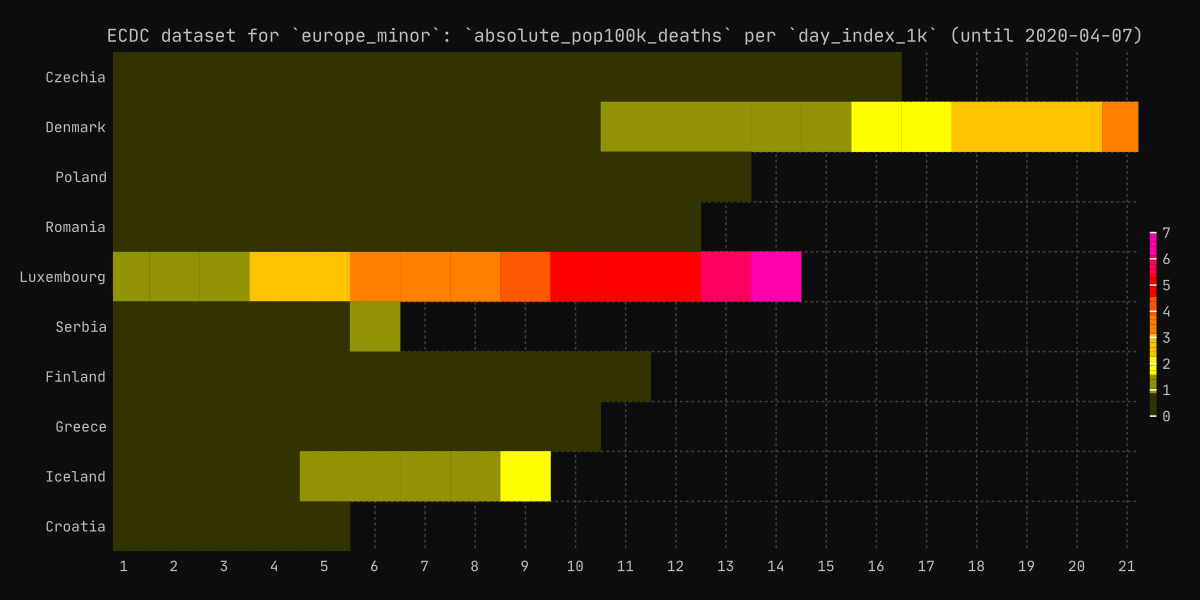 ECDC dataset for `europe_minor`: `absolute_pop100k_deaths` per `day_index_1k` (until 2020-04-07)
Czechia
Denmark
Poland
Romania
Luxembourg
Serbia
Finland
Greece
Iceland
Croatia
1 2 3 4 5 6 7 8 9 10 11 12 13 14 15 16 17 18 19 20 21
7
6
5
4
3
2
1
0